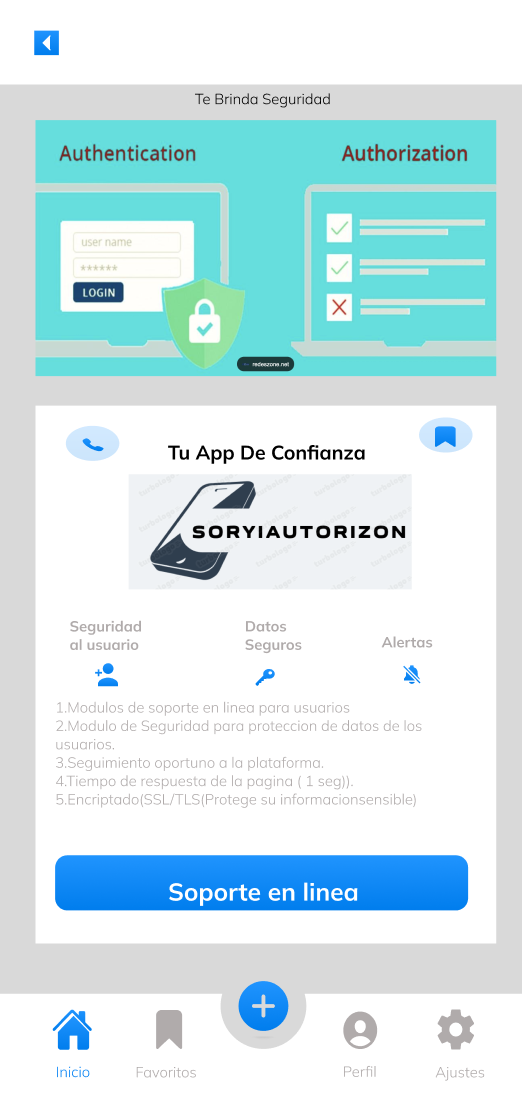 Te Brinda Seguridad
Authentication
Authorization
user name
******
LOGIN
redeszone.net
Tu App De Confianza
SORYIAUTORIZON
Seguridad
al usuario
Datos
Seguros
Alertas
1.Modulos de soporte en linea para usuarios
2.Modulo de Seguridad para proteccion de datos de los
usuarios.
3.Seguimiento oportuno a la plataforma.
4.Tiempo de respuesta de la pagina ( 1 seg)).
5.Encriptado(SSL/TLS(Protege su informacionsensible)
Soporte en linea
Inicio
Favoritos
Perfil
Ajustes